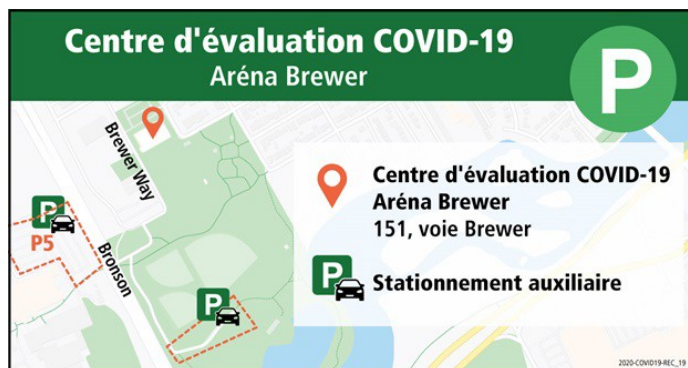 Centre d'évaluation COVID-19
Aréna Brewer
P
Brewer Way
Centre d'évaluation COVID-19
Aréna Brewer
151, voie Brewer
P
P5
Bronson
P
P
Stationnement auxiliaire
2020-COVID19-REC_19